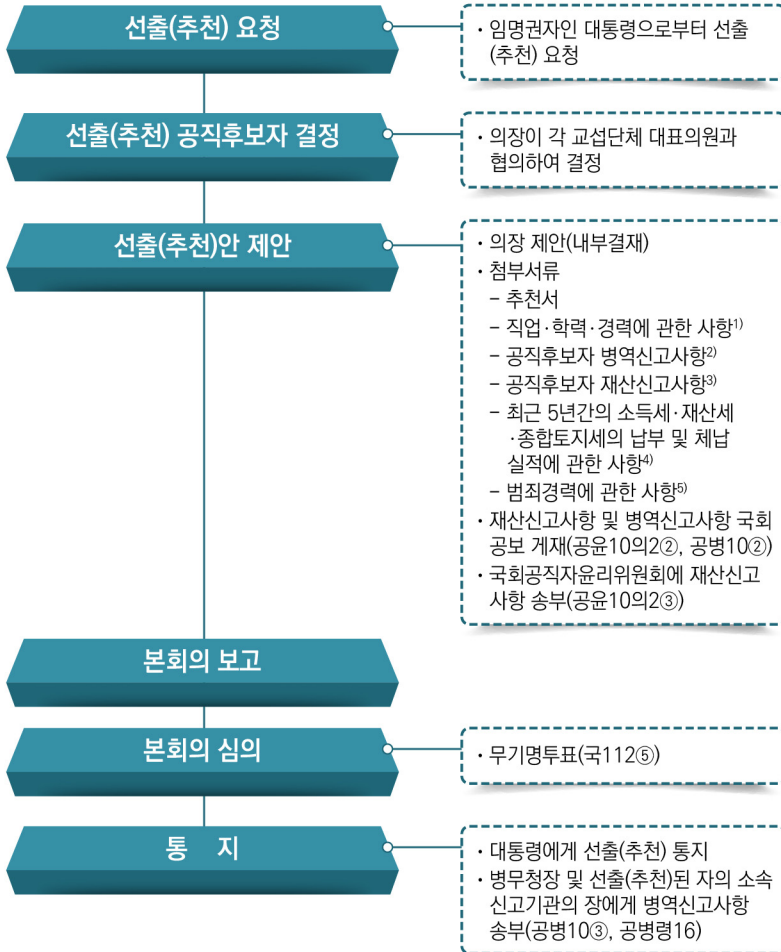 선출(추천) 요청
· 임명권자인 대통령으로부터 선출
(추천) 요청
선출(추천) 공직후보자 결정
· 의장이 각 교섭단체 대표의원과
협의하여 결정
선출(추천)안 제안
· 의장 제안(내부결재)
· 첨부서류
– 추천서
– 직업·학력·경력에 관한 사항1)
– 공직후보자 병역신고사항2)
– 공직후보자 재산신고사항3)
– 최근 5년간의 소득세·재산세
·종합토지세의 납부 및 체납
실적에 관한 사항4)
– 범죄경력에 관한 사항5)
· 재산신고사항 및 병역신고사항 국회
공보 게재(공윤10의2②, 공병10②)
· 국회공직자윤리위원회에 재산신고
사항 송부(공윤10의2③)
본회의 보고
본회의 심의
· 무기명투표(국112⑤)
통 지
· 대통령에게 선출(추천) 통지
· 병무청장 및 선출(추천)된 자의 소속
신고기관의 장에게 병역신고사항
송부(공병10③, 공병령16)